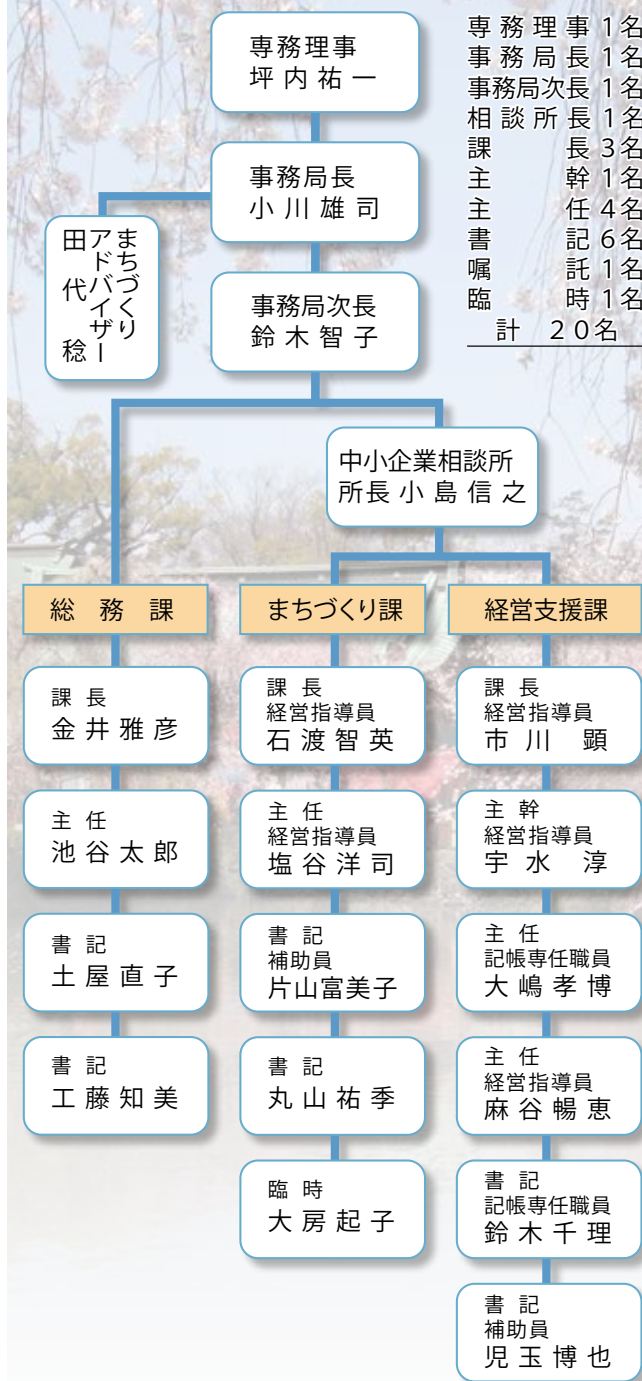 専務理事
坪内祐一
専務理事1名
事務局長1名
事務局次長1名
相談所長1名
課長3名
主幹1名
主任4名
書記6名
嘱託1名
臨時1名
計 20名
事務局長
小川雄司
まちづくり
アドバイザー
田代 稔
事務局次長
鈴木智子
中小企業相談所
所長 小島信之
総務課
課長
金井雅彦
主任
池谷太郎
書記
土屋直子
書記
工藤知美
まちづくり課
課長
経営指導員
石渡智英
主任
経営指導員
塩谷洋司
書記
補助員
片山富美子
書記
丸山祐季
臨時
大房起子
経営支援課
課長
経営指導員
市川 顕
主幹
経営指導員
宇水 淳
主任
記帳専任職員
大嶋孝博
主任
経営指導員
麻谷暢恵
書記
記帳専任職員
鈴木千理
書記
補助員
児玉博也